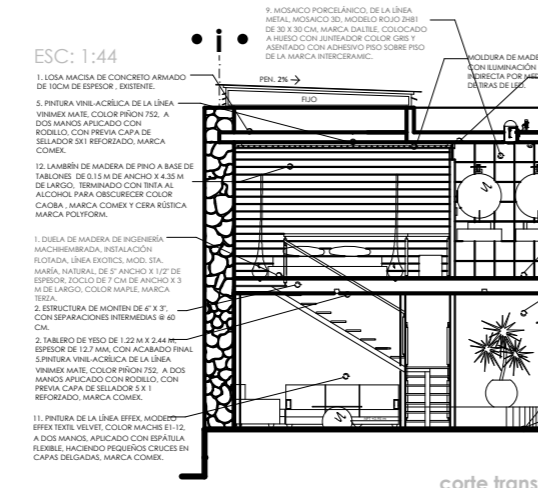 ESC: 1:44
9. MOSAICO PORCELÁNICO, DE LA LÍNEA
METAL, MOSAICO 3D, MODELO ROJO ZH81
DE 30 X 30 CM, MARCA DALTILE, COLOCADO
A HUESO CON JUNTEADOR COLOR GRIS Y
ASENTADO CON ADHESIVO PISO SOBRE PISO
DE LA MARCA INTERCERAMIC.
MOLDURA DE MADE
CON ILUMINACIÓN
INDIRECTA POR MED
DE TIRAS DE LED.
i
PEN. 2%
FIJO
1. LOSA MACISA DE CONCRETO ARMADO
DE 10CM DE ESPESOR , EXISTENTE.
5. PINTURA VINIL-ACRÍLICA DE LA LÍNEA
VINIMEX MATE, COLOR PIÑON 752, A
DOS MANOS APLICADO CON
RODILLO, CON PREVIA CAPA DE
SELLADOR 5X1 REFORZADO, MARCA
COMEX.
12. LAMBRÍN DE MADERA DE PINO A BASE DE
TABLONES DE 0.15 M DE ANCHO X 4.35 M
DE LARGO, TERMINADO CON TINTA AL
ALCOHOL PARA OBSCURECER COLOR
CAOBA , MARCA COMEX Y CERA RÚSTICA
MARCA POLYFORM.
1. DUELA DE MADERA DE INGENIERÍA
MACHIHEMBRADA, INSTALACIÓN
FLOTADA, LÍNEA EXOTICS, MOD. STA.
MARÍA, NATURAL, DE 5" ANCHO X 1/2" DE
ESPESOR, ZOCLO DE 7 CM DE ANCHO X 3
M DE LARGO, COLOR MAPLE, MARCA
TERZA.
2. ESTRUCTURA DE MONTEN DE 6" X 3",
CON SEPARACIONES INTERMEDIAS @ 60
CM.
2. TABLERO DE YESO DE 1.22 M X 2.44 M,
ESPESOR DE 12.7 MM, CON ACABADO FINAL
5.PINTURA VINIL-ACRÍLICA DE LA LÍNEA
VINIMEX MATE, COLOR PIÑON 752, A DOS
MANOS APLICADO CON RODILLO, CON
PREVIA CAPA DE SELLADOR 5 X 1
REFORZADO, MARCA COMEX.
11. PINTURA DE LA LÍNEA EFFEX, MODELO
EFFEX TEXTIL VELVET, COLOR MACHIS E1-12,
A DOS MANOS, APLICADO CON ESPÁTULA
FLEXIBLE, HACIENDO PEQUEÑOS CRUCES EN
CAPAS DELGADAS, MARCA COMEX.
corte trans